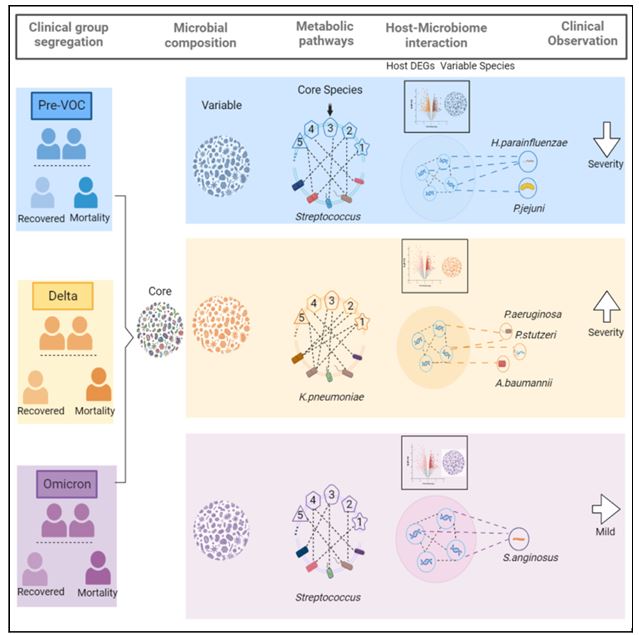 Clinical group
segregation
Microbial
composition
Metabolic
pathways
Host-Microbiome
interaction
Clinical
Observation
Host DEGs Variable Species
Pre-VOC
Recovered Mortality
Variable
Core Species
5 4 3 2 1
Streptococcus
H.parainfluenzae
P.jejuni
Severity
Delta
Recovered Mortality
Core
5 4 3 2 1
K.pneumoniae
P.aeruginosa
P.stutzeri
A.baumannii
Severity
Omicron
Recovered Mortality
5 4 3 2 1
Streptococcus
S.anginosus
Mild